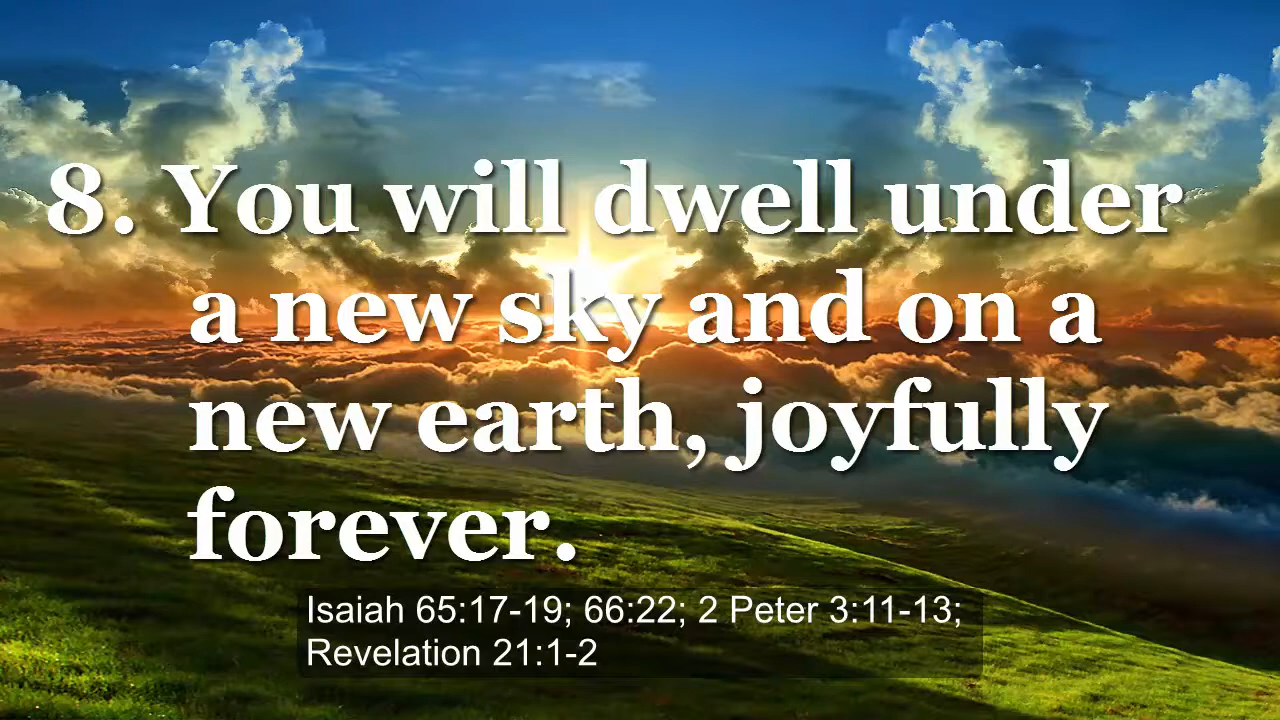 8. You will dwell under
a new sky and on a
new earth, joyfully
forever.
Isaiah 65:17-19; 66:22; 2 Peter 3:11-13;
Revelation 21:1-2